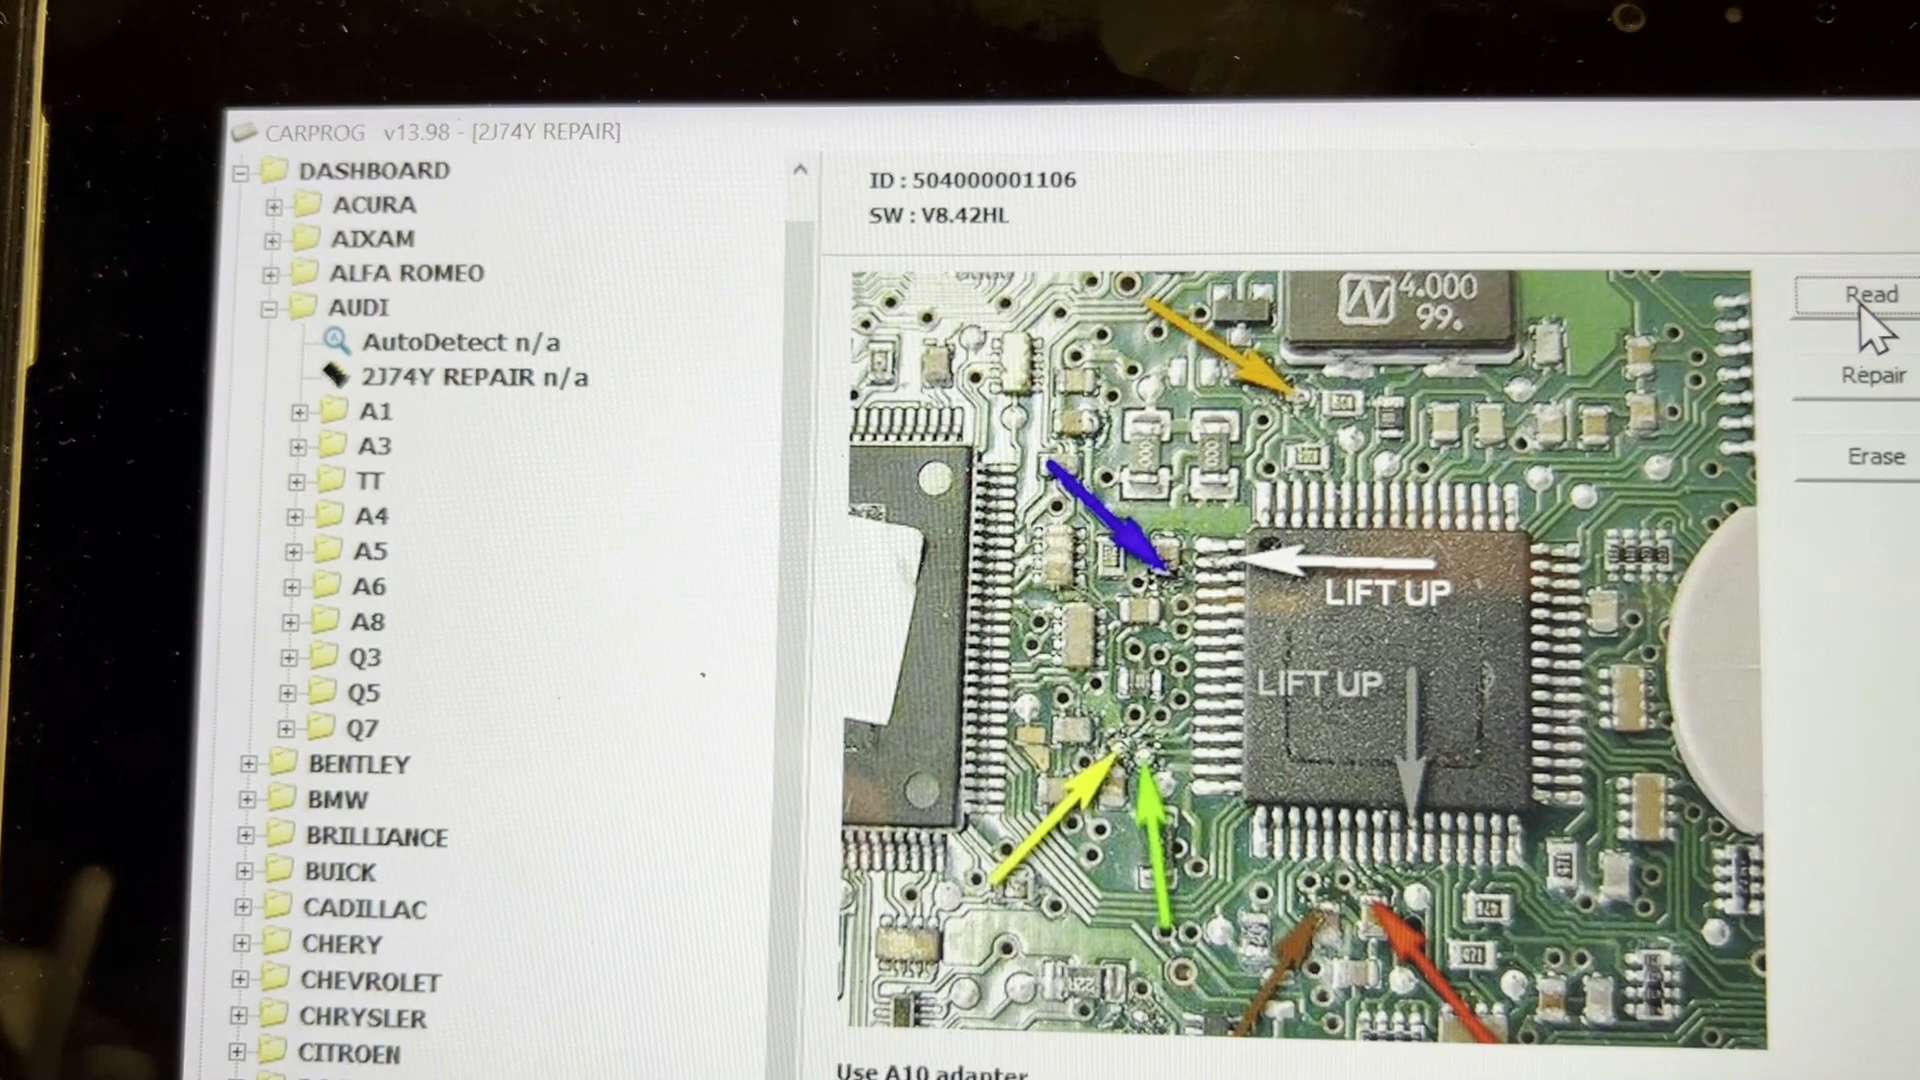 CARPROG v13.98 - [2J74Y REPAIR]
DASHBOARD
ACURA
AIXAM
ALFA ROMEO
AUDI
AutoDetect n/a
2J74Y REPAIR n/a
A1
A3
TT
A4
A5
A6
A8
Q3
Q5
Q7
BENTLEY
BMW
BRILLIANCE
BUICK
CADILLAC
CHERY
CHEVROLET
CHRYSLER
CITROEN
ID : 504000001106
SW : V8.42HL
4.000
99.
LIFT UP
LIFT UP
Use A10 adapter
Read
Repair
Erase